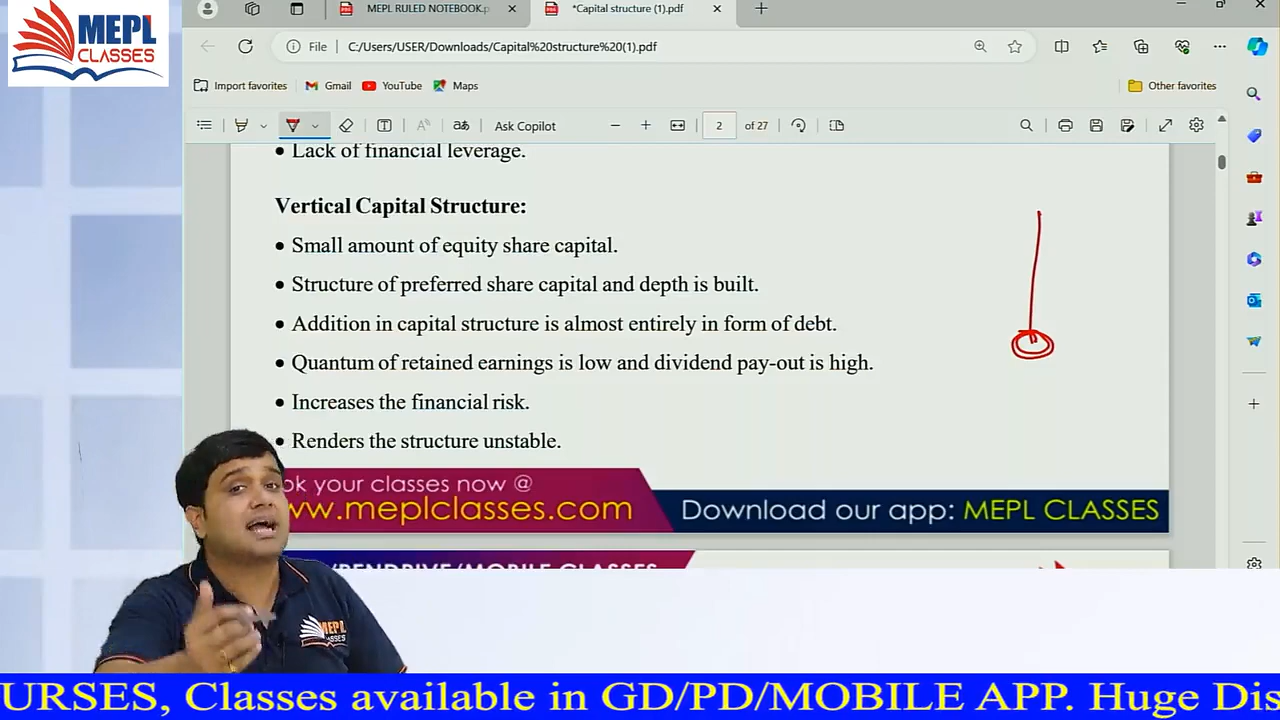 MEPL
CLASSES
MEPL RULED NOTEBOOK.p
*Capital structure (1).pdf
File
C:/Users/USER/Downloads/Capital%20structure%20(1).pdf
Import favorites
Gmail
YouTube
Maps
Other favorites
Ask Copilot
2
of 27
• Lack of financial leverage.
Vertical Capital Structure:
• Small amount of equity share capital.
• Structure of preferred share capital and depth is built.
• Addition in capital structure is almost entirely in form of debt.
• Quantum of retained earnings is low and dividend pay-out is high.
• Increases the financial risk.
• Renders the structure unstable.
ok your classes now @
ww.meplclasses.com
Download our app: MEPL CLASSES
/PENDRIVE/MOBILE CLASSES
MEPL
CLASSES
URSES, Classes available in GD/PD/MOBILE APP. Huge Dis